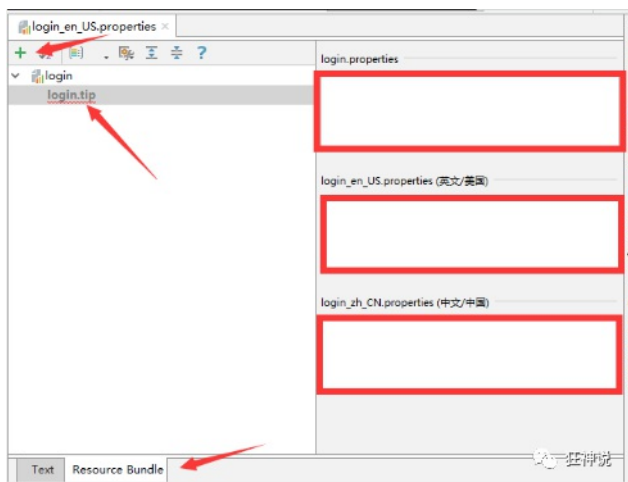 login_en_US.properties
login
login.tip
login.properties
login_en_US.properties (英文/美国)
login_zh_CN.properties (中文/中国)
Text Resource Bundle
狂神说